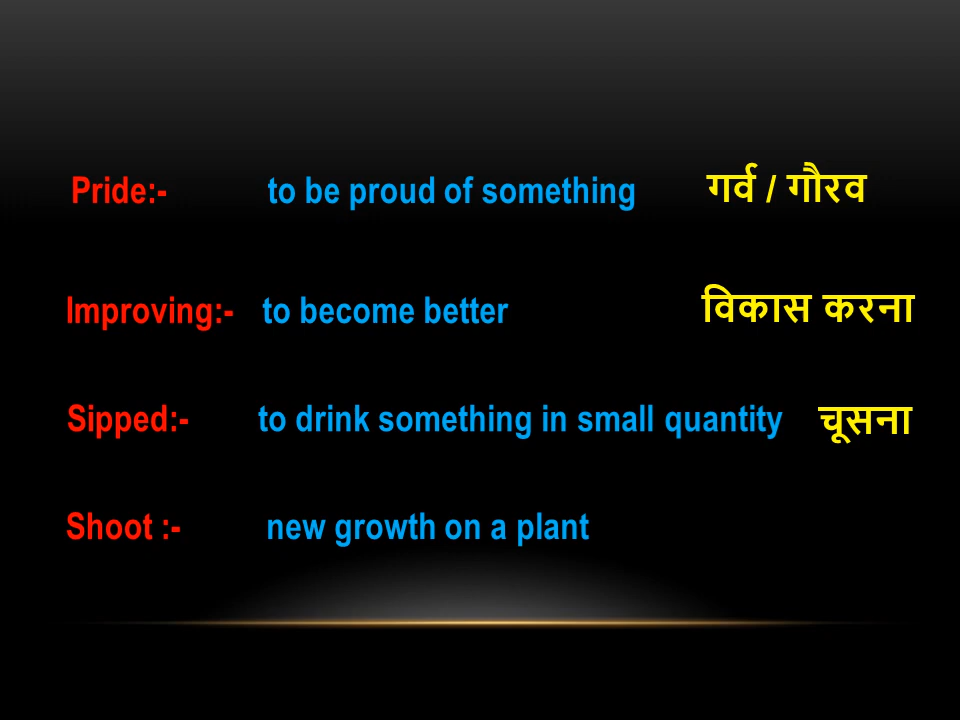 Pride:- to be proud of something गर्व / गौरव
Improving:- to become better विकास करना
Sipped:- to drink something in small quantity चूसना
Shoot :- new growth on a plant